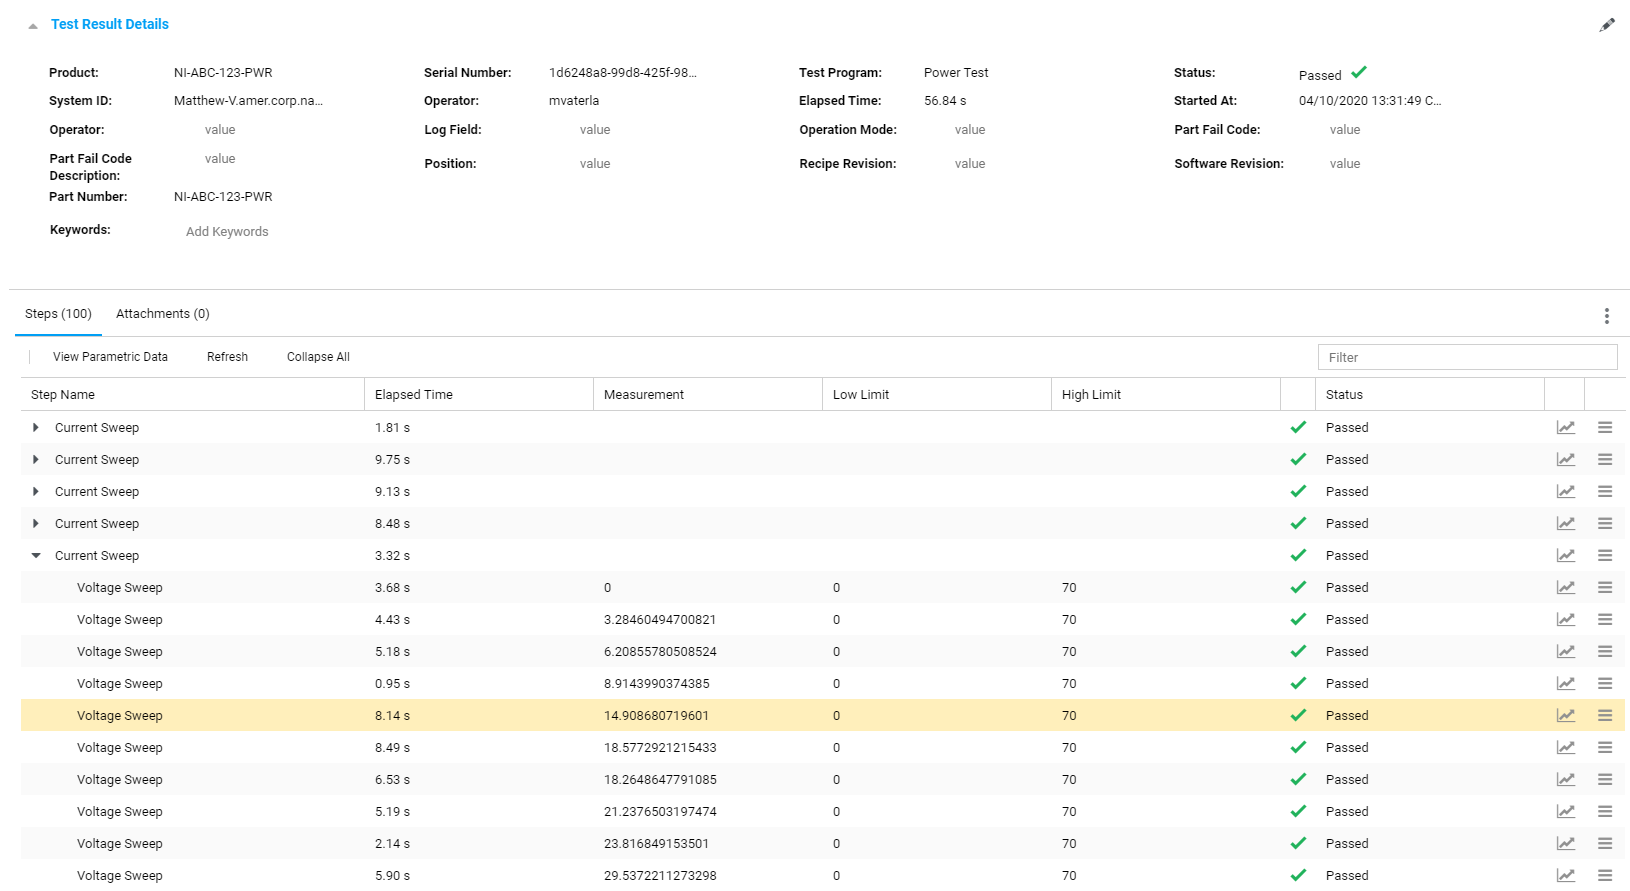 Test Result Details
Product: NI-ABC-123-PWR Serial Number: 1d6248a8-99d8-425f-98... Test Program: Power Test Status: Passed
System ID: Matthew-V.amer.corp.na... Operator: mvaterla Elapsed Time: 56.84 s Started At: 04/10/2020 13:31:49 C...
Operator: value Log Field: value Operation Mode: value Part Fail Code: value
Part Fail Code Description: value Position: value Recipe Revision: value Software Revision: value
Part Number: NI-ABC-123-PWR
Keywords: Add Keywords
Steps (100) Attachments (0)
View Parametric Data Refresh Collapse All Filter
Step Name Elapsed Time Measurement Low Limit High Limit Status
Current Sweep 1.81 s Passed
Current Sweep 9.75 s Passed
Current Sweep 9.13 s Passed
Current Sweep 8.48 s Passed
Current Sweep 3.32 s Passed
Voltage Sweep 3.68 s 0 0 70 Passed
Voltage Sweep 4.43 s 3.28460494700821 0 70 Passed
Voltage Sweep 5.18 s 6.20855780508524 0 70 Passed
Voltage Sweep 0.95 s 8.9143990374385 0 70 Passed
Voltage Sweep 8.14 s 14.908680719601 0 70 Passed
Voltage Sweep 8.49 s 18.5772921215433 0 70 Passed
Voltage Sweep 6.53 s 18.2648647791085 0 70 Passed
Voltage Sweep 5.19 s 21.2376503197474 0 70 Passed
Voltage Sweep 2.14 s 23.816849153501 0 70 Passed
Voltage Sweep 5.90 s 29.5372211273298 0 70 Passed